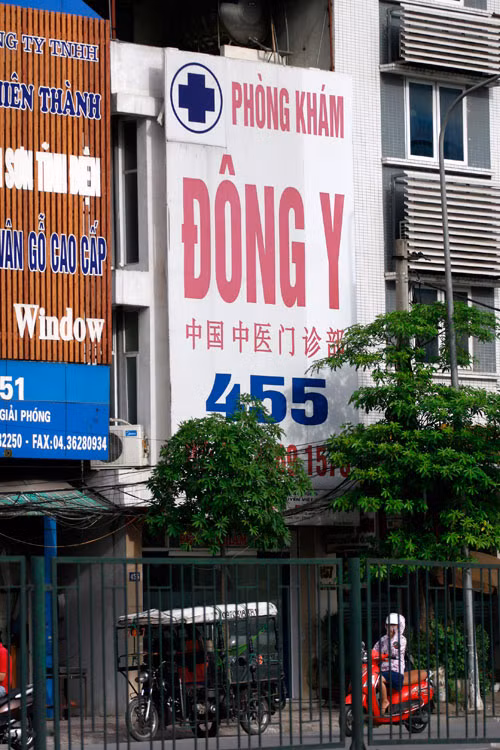 NG TY TNHH
IÊN THÀNH
SƠN TĨNH ĐIỆN
VÂN GỖ CAO CẤP
Window
51
GIẢI PHÓNG
32250 - FAX:04.36280934
PHÒNG KHÁM
ĐÔNG Y
中国中医门诊部
455